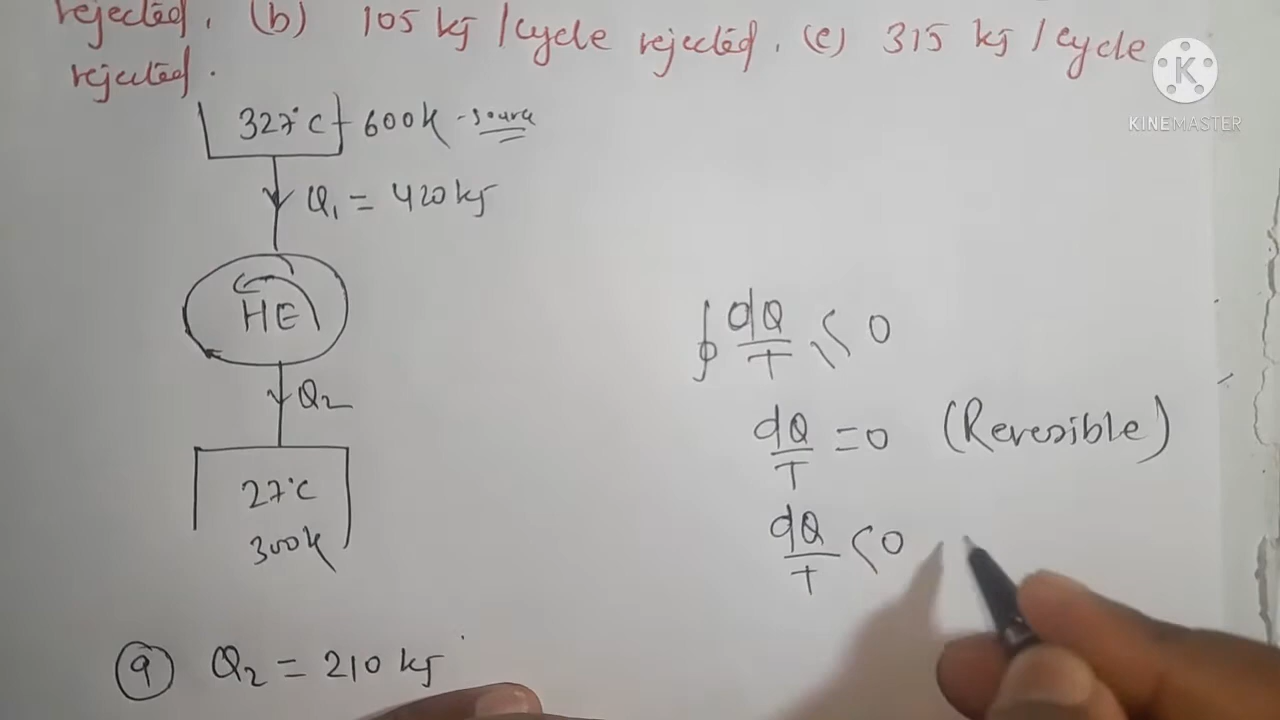 rejected. (b) 105 kJ / cycle rejected. (c) 315 kJ / cycle
rejected.
K
KINEMASTER
327°C 600K - source
Q₁ = 420 kJ
HE
Q₂
27°C
300K
∮ dQ/T ≤ 0
dQ/T = 0 (Reversible)
dQ/T < 0
(a) Q₂ = 210 kJ